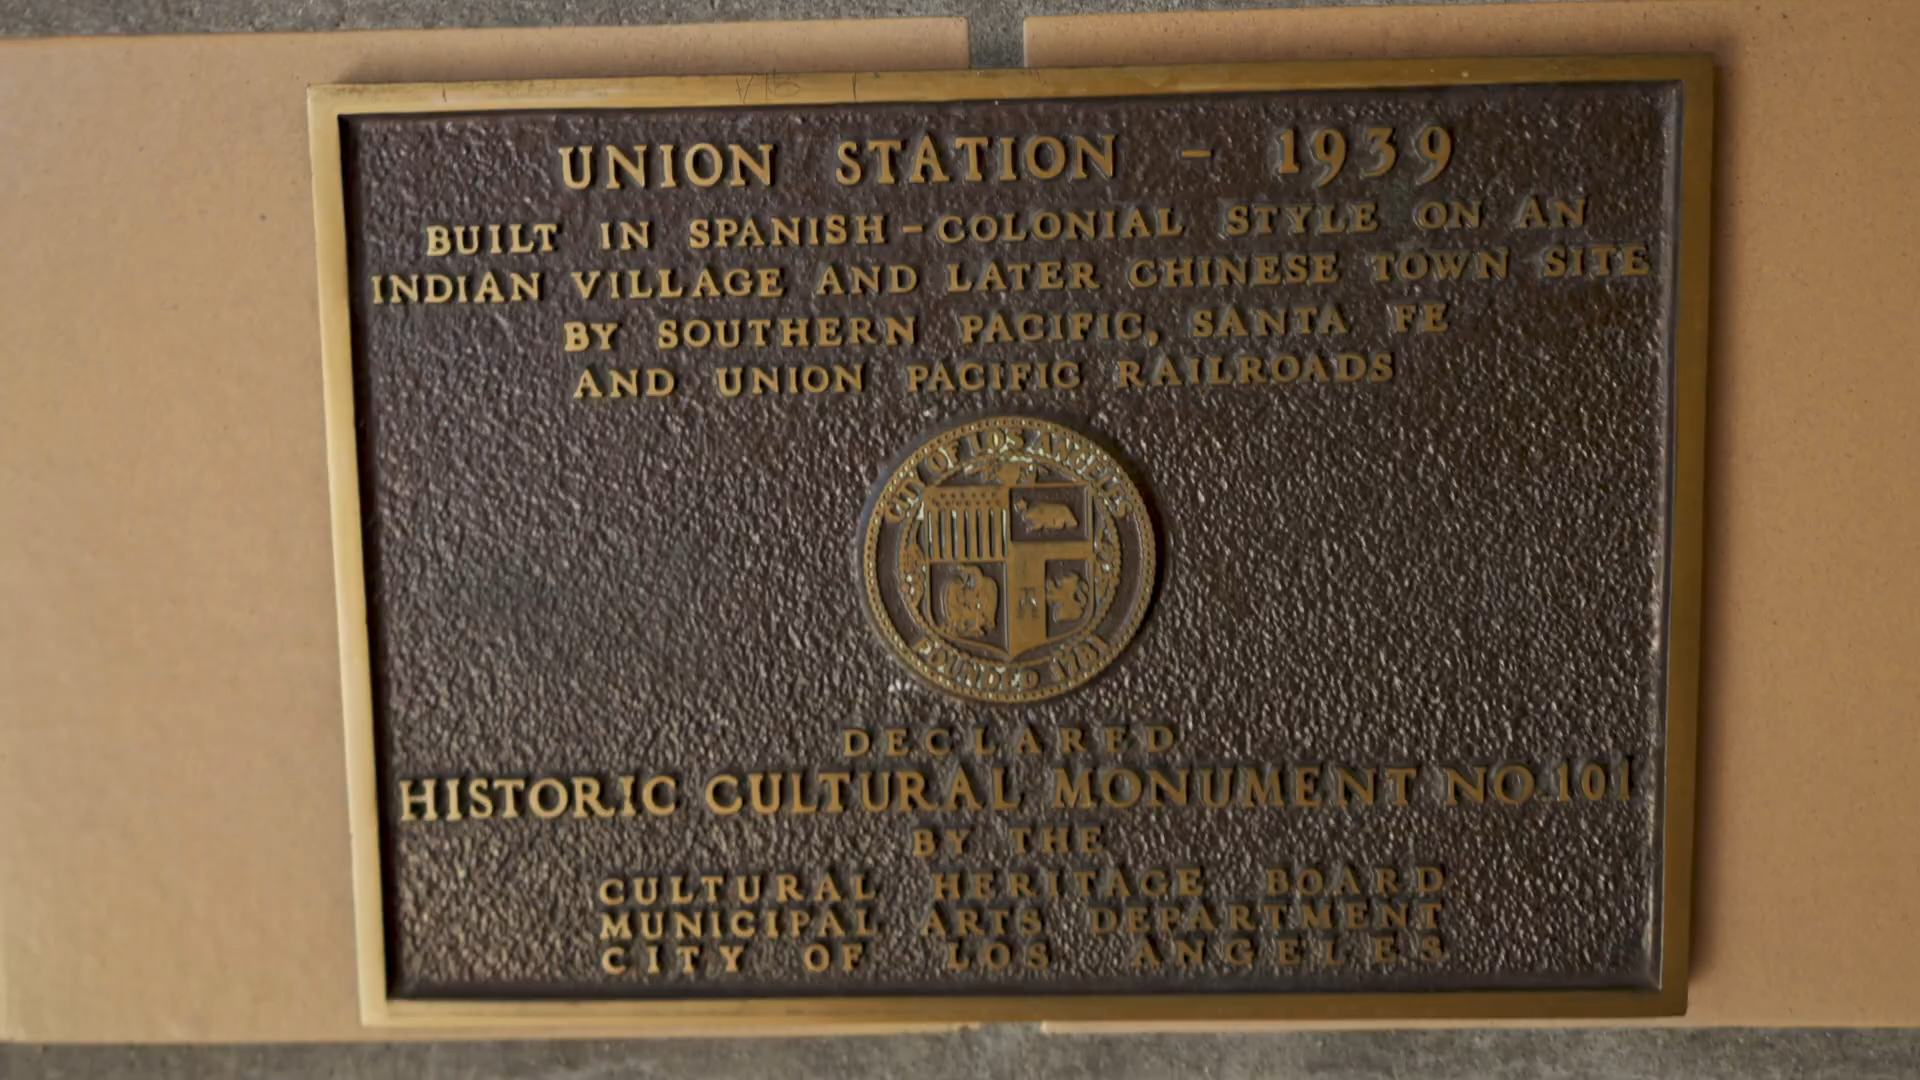 UNION STATION - 1939
BUILT IN SPANISH-COLONIAL STYLE ON AN
INDIAN VILLAGE AND LATER CHINESE TOWN SITE
BY SOUTHERN PACIFIC, SANTA FE
AND UNION PACIFIC RAILROADS
CITY OF LOS ANGELES
FOUNDED 1781
DECLARED
HISTORIC CULTURAL MONUMENT NO. 101
BY THE
CULTURAL HERITAGE BOARD
MUNICIPAL ARTS DEPARTMENT
CITY OF LOS ANGELES